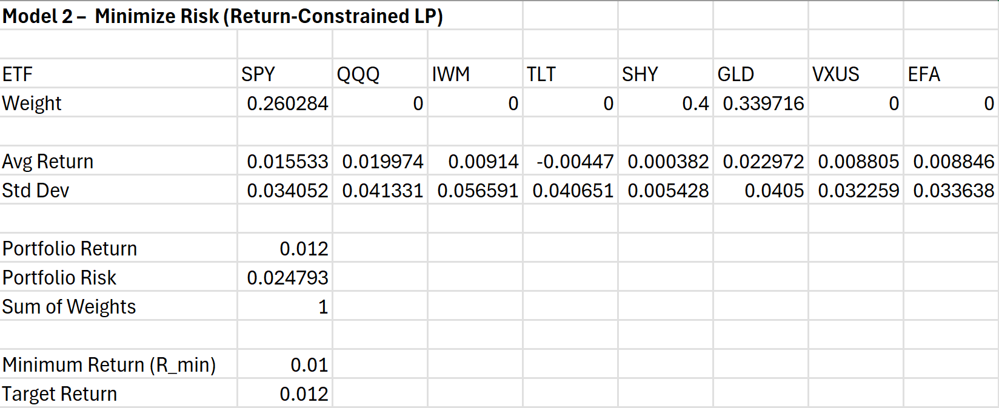 Model 2 – Minimize Risk (Return-Constrained LP)
ETF SPY QQQ IWM TLT SHY GLD VXUS EFA
Weight 0.260284 0 0 0 0.4 0.339716 0 0
Avg Return 0.015533 0.019974 0.00914 -0.00447 0.000382 0.022972 0.008805 0.008846
Std Dev 0.034052 0.041331 0.056591 0.040651 0.005428 0.0405 0.032259 0.033638
Portfolio Return 0.012
Portfolio Risk 0.024793
Sum of Weights 1
Minimum Return (R_min) 0.01
Target Return 0.012